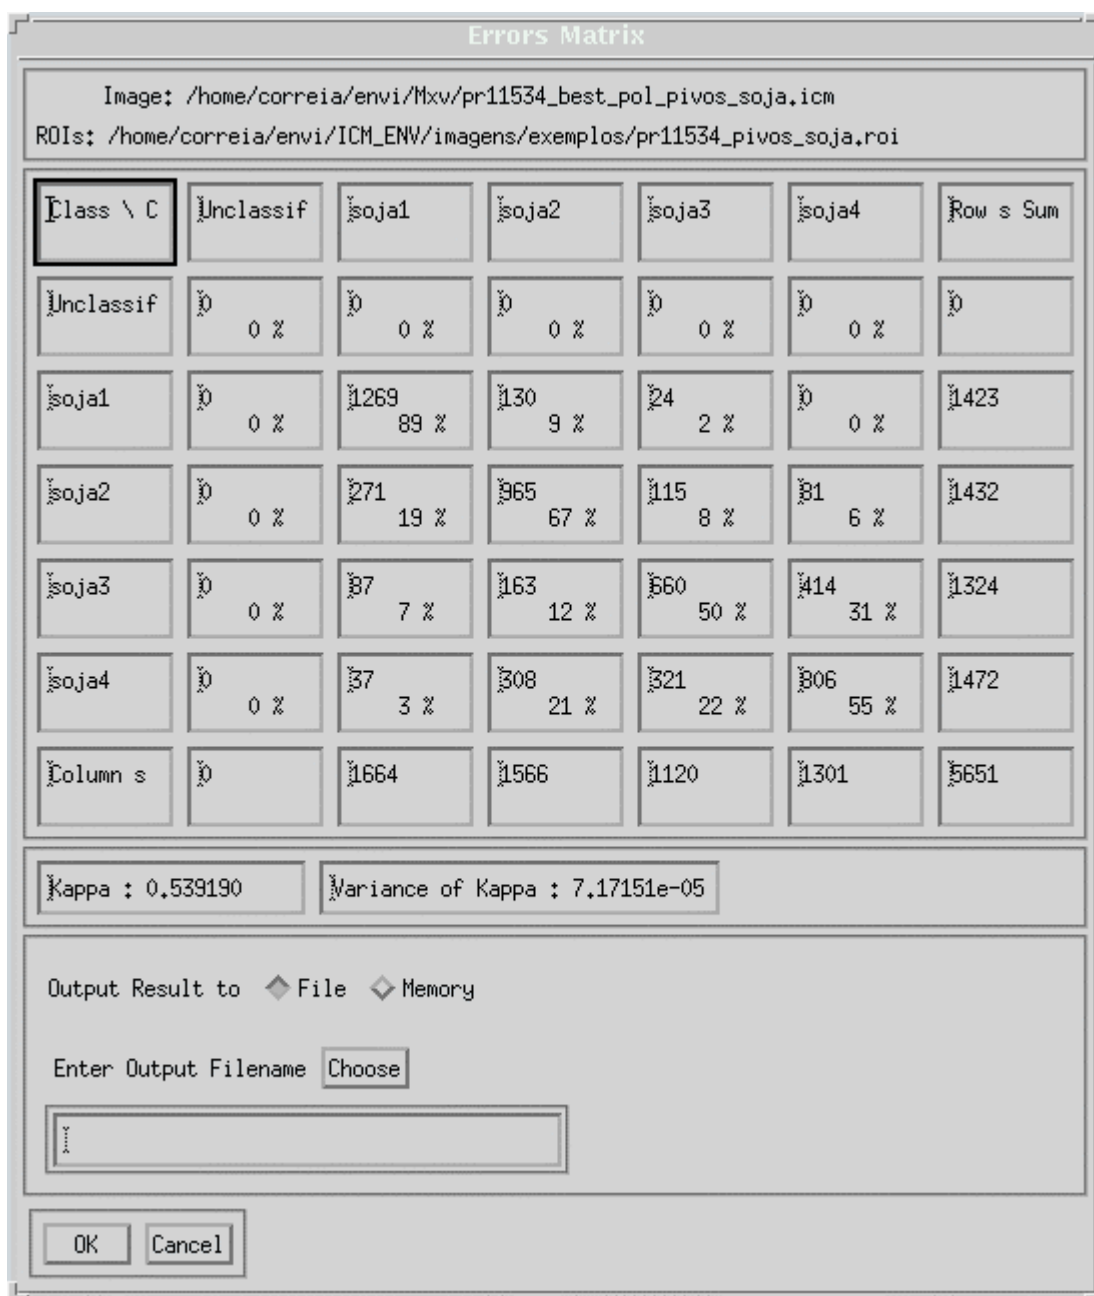 Errors Matrix
Image: /home/correia/envi/Mxv/pr11534_best_pol_pivos_soja.icm
ROIs: /home/correia/envi/ICM_ENV/imagens/exemplos/pr11534_pivos_soja.roi
Class \ C Unclassif soja1 soja2 soja3 soja4 Row s Sum
Unclassif 0 0 0 0 0 0
0 % 0 % 0 % 0 % 0 %
soja1 0 1269 130 24 0 1423
0 % 89 % 9 % 2 % 0 %
soja2 0 271 965 115 81 1432
0 % 19 % 67 % 8 % 6 %
soja3 0 87 163 660 414 1324
0 % 7 % 12 % 50 % 31 %
soja4 0 37 308 321 806 1472
0 % 3 % 21 % 22 % 55 %
Column s 0 1664 1566 1120 1301 5651
Kappa : 0.539190 Variance of Kappa : 7.17151e-05
Output Result to File Memory
Enter Output Filename Choose
OK Cancel